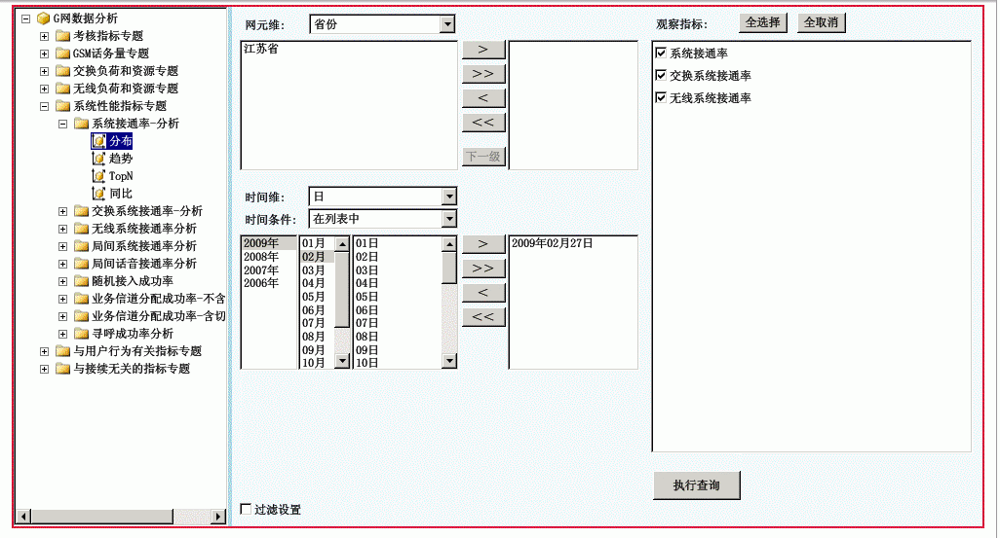 G网数据分析
考核指标专题
GSM话务量专题
交换负荷和资源专题
无线负荷和资源专题
系统性能指标专题
系统接通率-分析
分布
趋势
TopN
同比
交换系统接通率-分析
无线系统接通率分析
局间系统接通率分析
局间话音接通率分析
随机接入成功率
业务信道分配成功率-不含
业务信道分配成功率-含切
寻呼成功率分析
与用户行为有关指标专题
与接续无关的指标专题
网元维: 省份
江苏省
>
>>
<
<<
下一级
时间维: 日
时间条件: 在列表中
2009年 01月 01日
2008年 02月 02日
2007年 03月 03日
2006年 04月 04日
05月 05日
06月 06日
07月 07日
08月 08日
09月 09日
10月 10日
>
>>
<
<<
2009年02月27日
过滤设置
观察指标: 全选择 全取消
系统接通率
交换系统接通率
无线系统接通率
执行查询